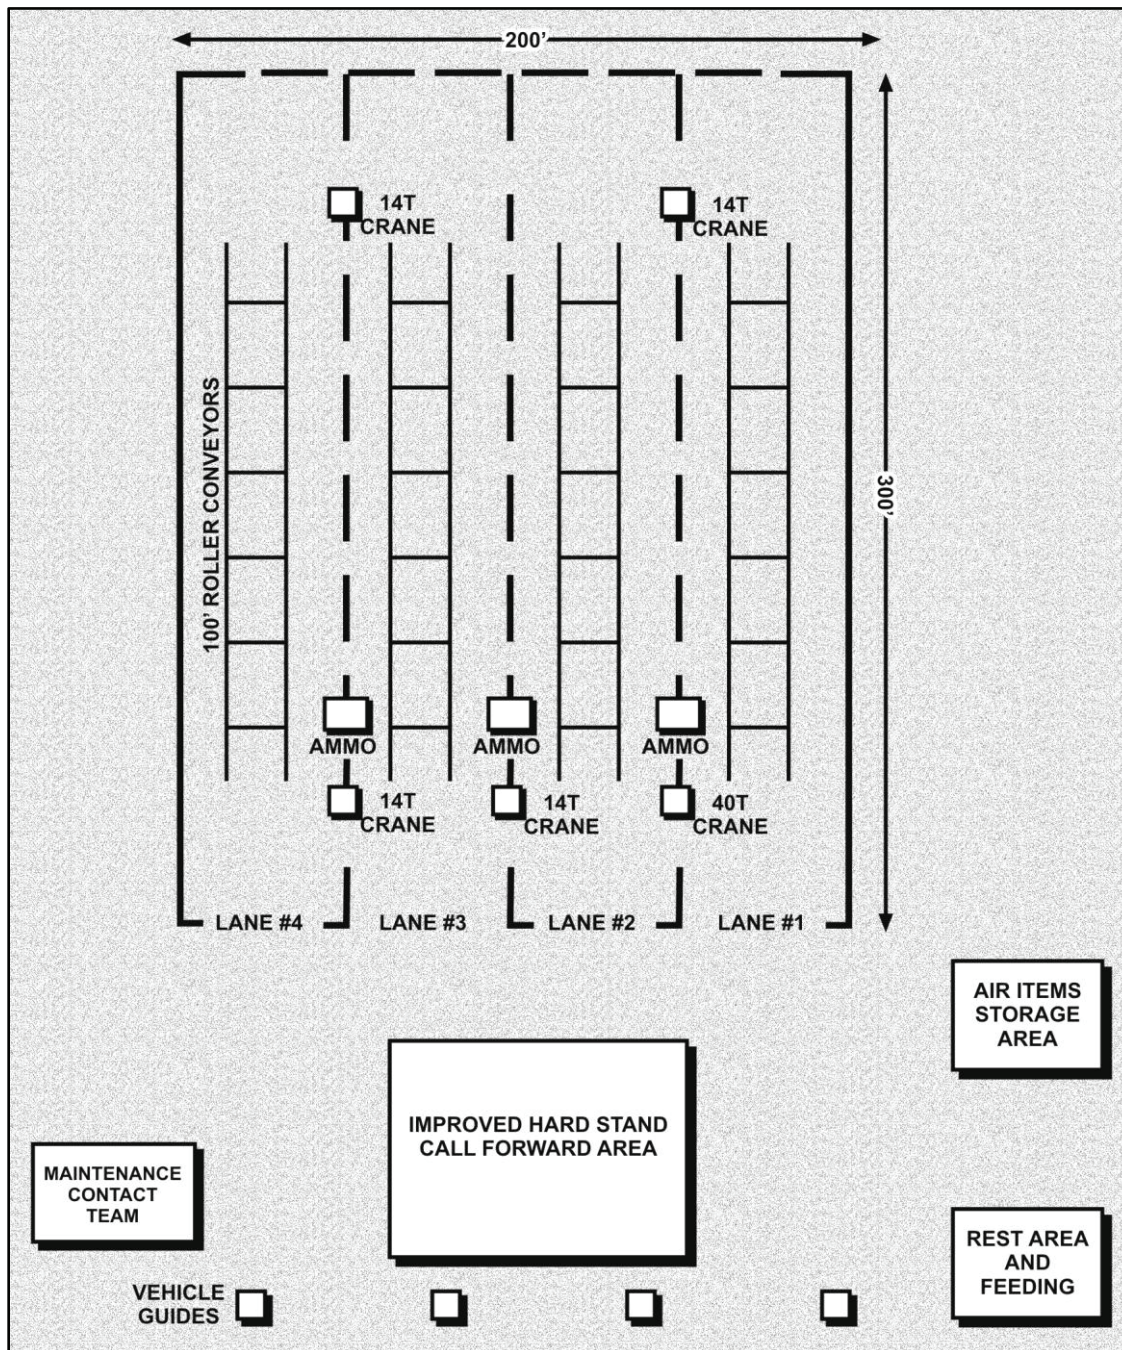 200’
14T
CRANE
14T
CRANE
100’ ROLLER CONVEYORS
300’
AMMO
AMMO
AMMO
14T
CRANE
14T
CRANE
40T
CRANE
LANE #4
LANE #3
LANE #2
LANE #1
AIR ITEMS
STORAGE
AREA
IMPROVED HARD STAND
CALL FORWARD AREA
MAINTENANCE
CONTACT
TEAM
REST AREA
AND
FEEDING
VEHICLE
GUIDES